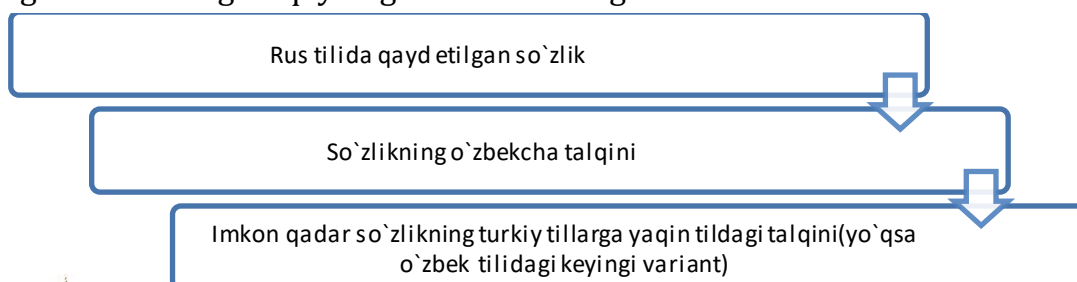 Rus tilida qayd etilgan so`zlik
So`zlikning o`zbekcha talqini
Imkon qadar so`zlikning turkiy tillarga yaqin tildagi talqini(yo`qsa
o`zbek tilidagi keyingi variant)